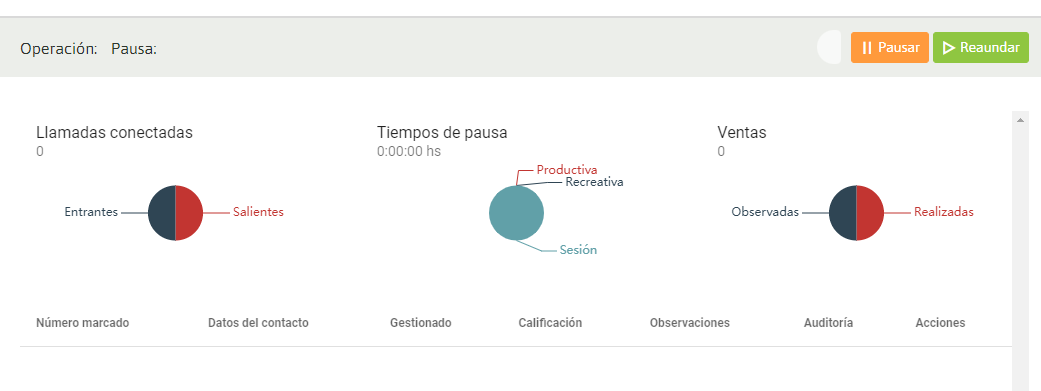 Operación: Pausa: Pausar Reaundar
Llamadas conectadas Tiempos de pausa Ventas
0 0:00:00 hs 0
Productiva
Recreativa
Entrantes Salientes Observadas Realizadas
Sesión
Número marcado Datos del contacto Gestionado Calificación Observaciones Auditoría Acciones